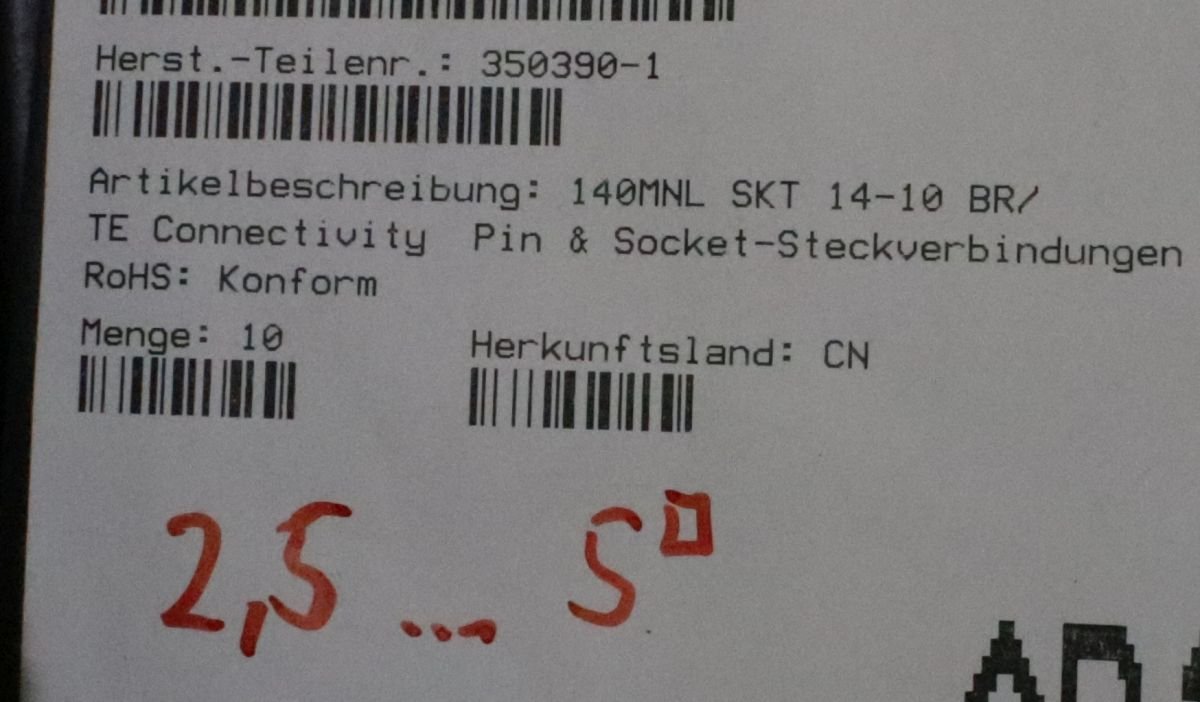 Herst.-Teilenr.: 350390-1
Artikelbeschreibung: 140MNL SKT 14-10 BR/
TE Connectivity Pin & Socket-Steckverbindungen
RoHS: Konform
Menge: 10 Herkunftsland: CN
2,5 ... 5□